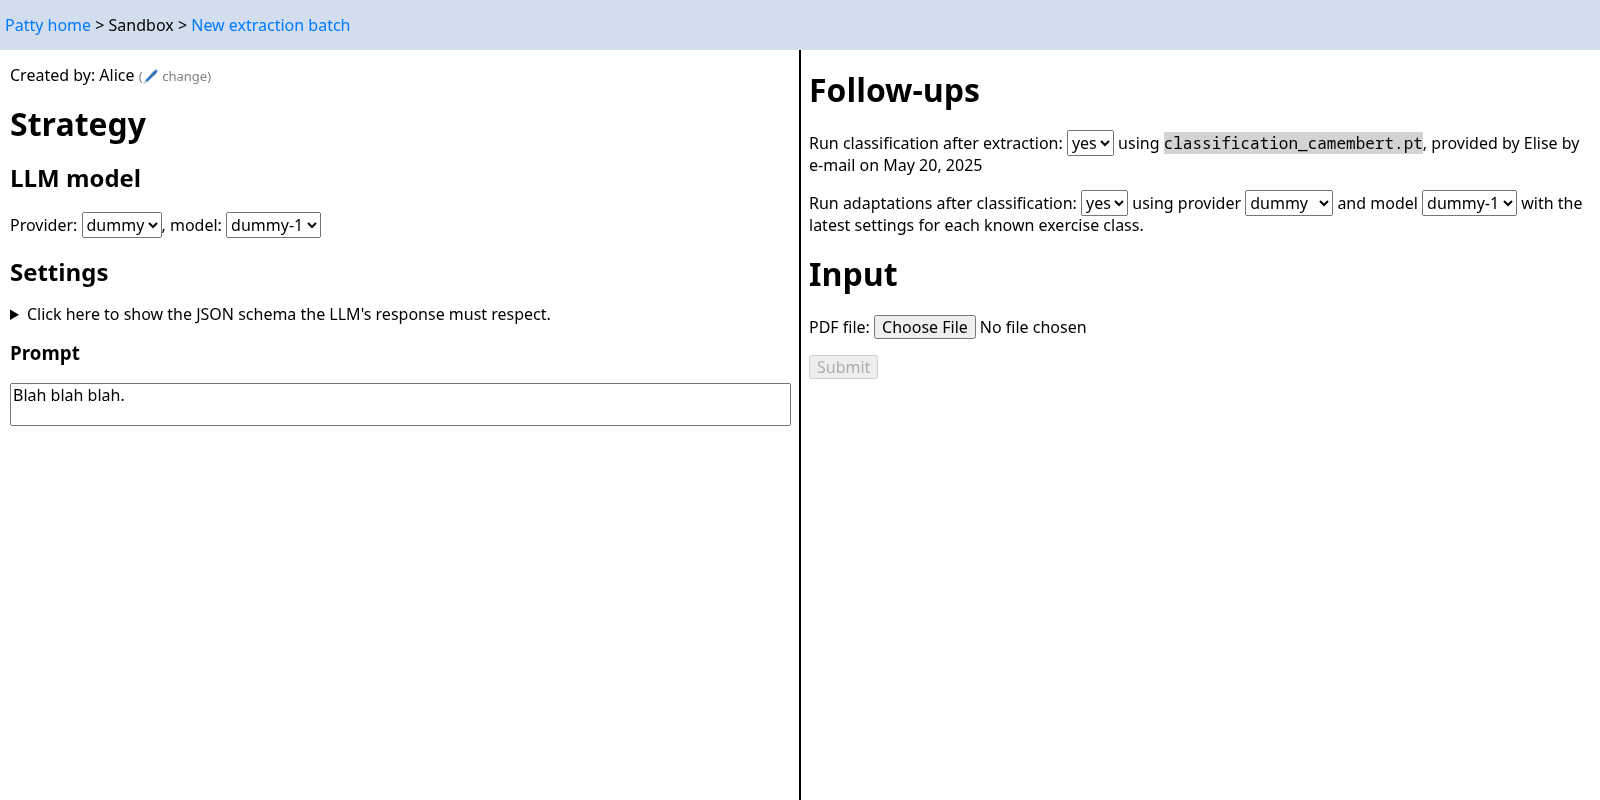 Patty home > Sandbox > New extraction batch
Created by: Alice (🖊️ change)
Strategy
LLM model
Provider: dummy, model: dummy-1
Settings
Click here to show the JSON schema the LLM's response must respect.
Prompt
Blah blah blah.
Follow-ups
Run classification after extraction: yes using classification_camembert.pt, provided by Elise by
e-mail on May 20, 2025
Run adaptations after classification: yes using provider dummy and model dummy-1 with the
latest settings for each known exercise class.
Input
PDF file: Choose File No file chosen
Submit